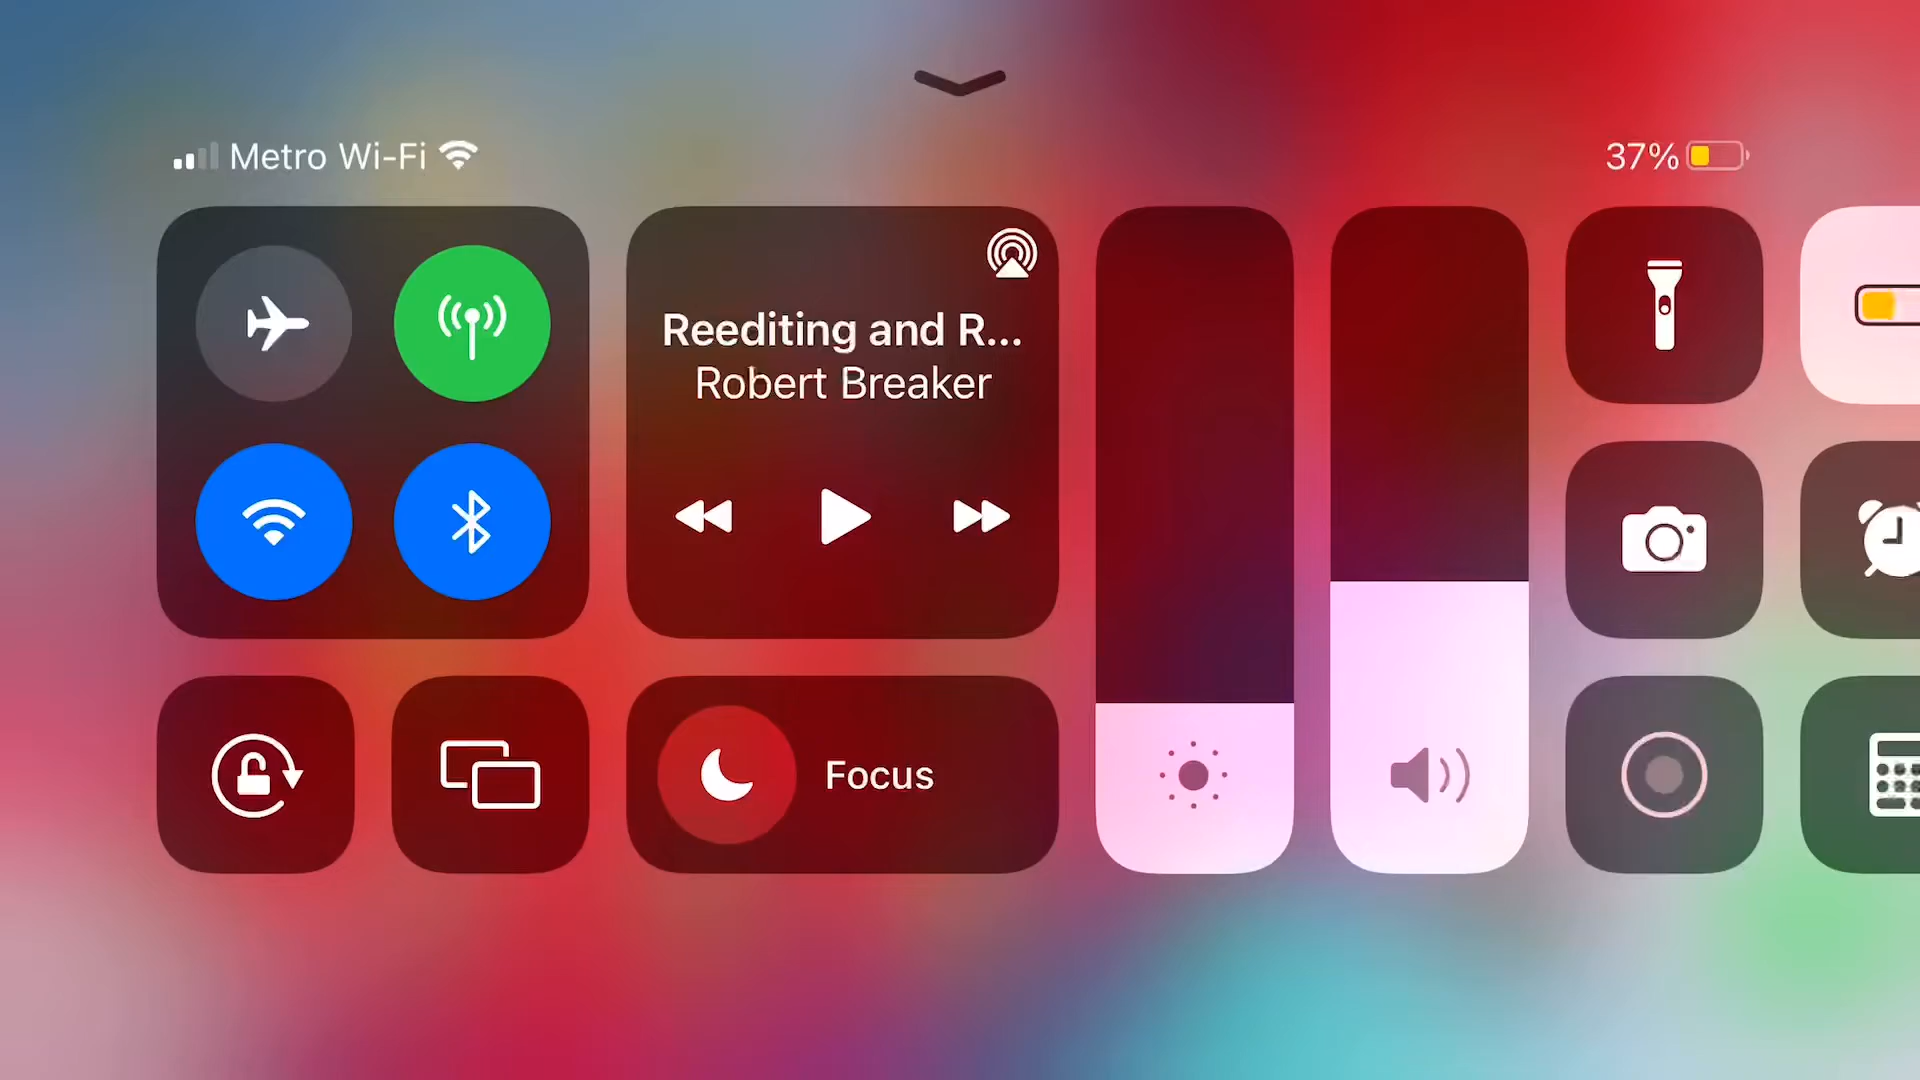 Metro Wi-Fi
37%
Reediting and R...
Robert Breaker
Focus